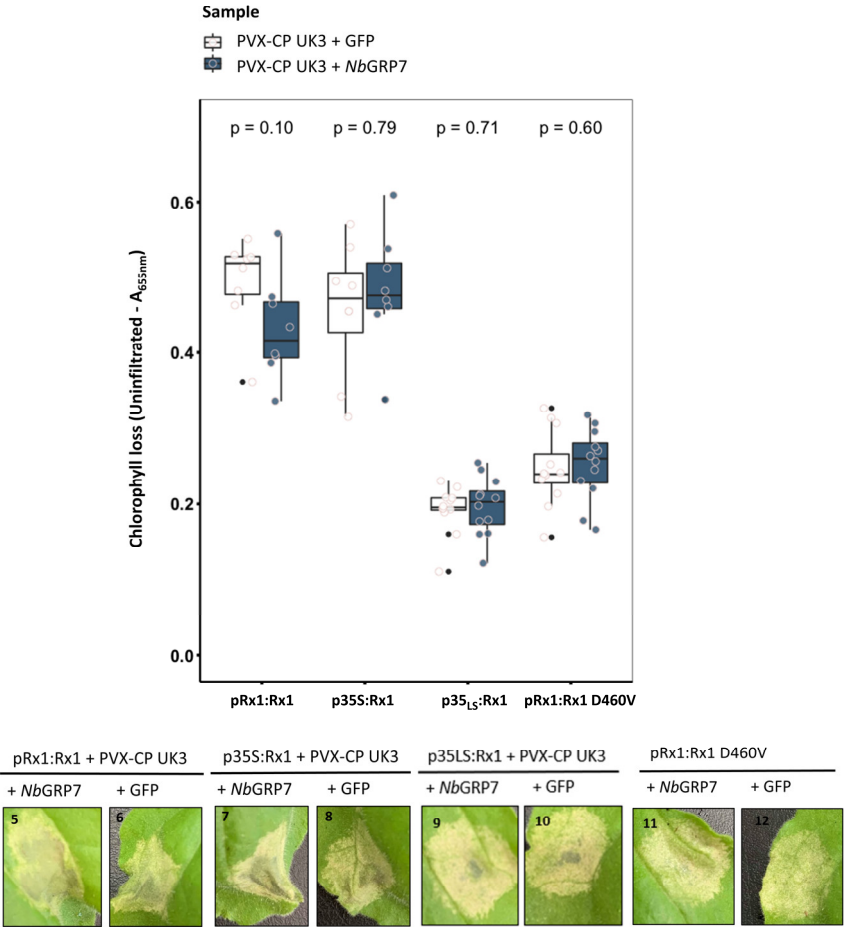 Sample
PVX-CP UK3 + GFP
PVX-CP UK3 + NbGRP7
p = 0.10 p = 0.79 p = 0.71 p = 0.60
Chlorophyll loss (Uninfiltrated - A655nm)
0.6
0.4
0.2
0.0
pRx1:Rx1 p35S:Rx1 p35LS:Rx1 pRx1:Rx1 D460V
pRx1:Rx1 + PVX-CP UK3 p35S:Rx1 + PVX-CP UK3 p35LS:Rx1 + PVX-CP UK3 pRx1:Rx1 D460V
+ NbGRP7 + GFP + NbGRP7 + GFP + NbGRP7 + GFP + NbGRP7 + GFP
5 6 7 8 9 10 11 12